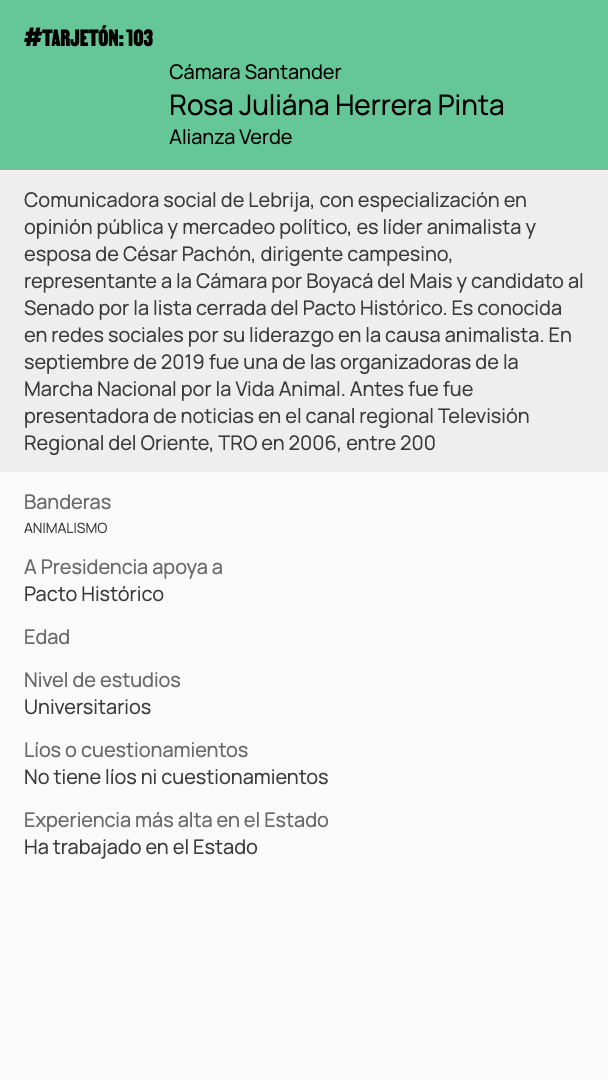 #TARJETÓN: 103
Cámara Santander
Rosa Juliána Herrera Pinta
Alianza Verde
Comunicadora social de Lebrija, con especialización en
opinión pública y mercadeo político, es líder animalista y
esposa de César Pachón, dirigente campesino,
representante a la Cámara por Boyacá del Mais y candidato al
Senado por la lista cerrada del Pacto Histórico. Es conocida
en redes sociales por su liderazgo en la causa animalista. En
septiembre de 2019 fue una de las organizadoras de la
Marcha Nacional por la Vida Animal. Antes fue fue
presentadora de noticias en el canal regional Televisión
Regional del Oriente, TRO en 2006, entre 200
Banderas
ANIMALISMO
A Presidencia apoya a
Pacto Histórico
Edad
Nivel de estudios
Universitarios
Líos o cuestionamientos
No tiene líos ni cuestionamientos
Experiencia más alta en el Estado
Ha trabajado en el Estado